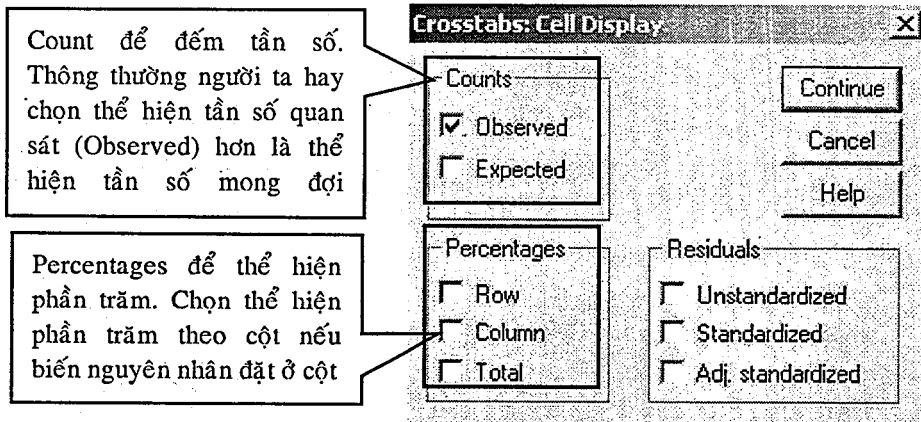 Count để đếm tần số.
Thông thường người ta hay
chọn thể hiện tần số quan
sát (Observed) hơn là thể
hiện tần số mong đợi
Percentages để thể hiện
phần trăm. Chọn thể hiện
phần trăm theo cột nếu
biến nguyên nhân đặt ở cột
Crosstabs: Cell Display
Counts
Observed
Expected
Continue
Cancel
Help
Percentages
Row
Column
Total
Residuals
Unstandardized
Standardized
Adj. standardized